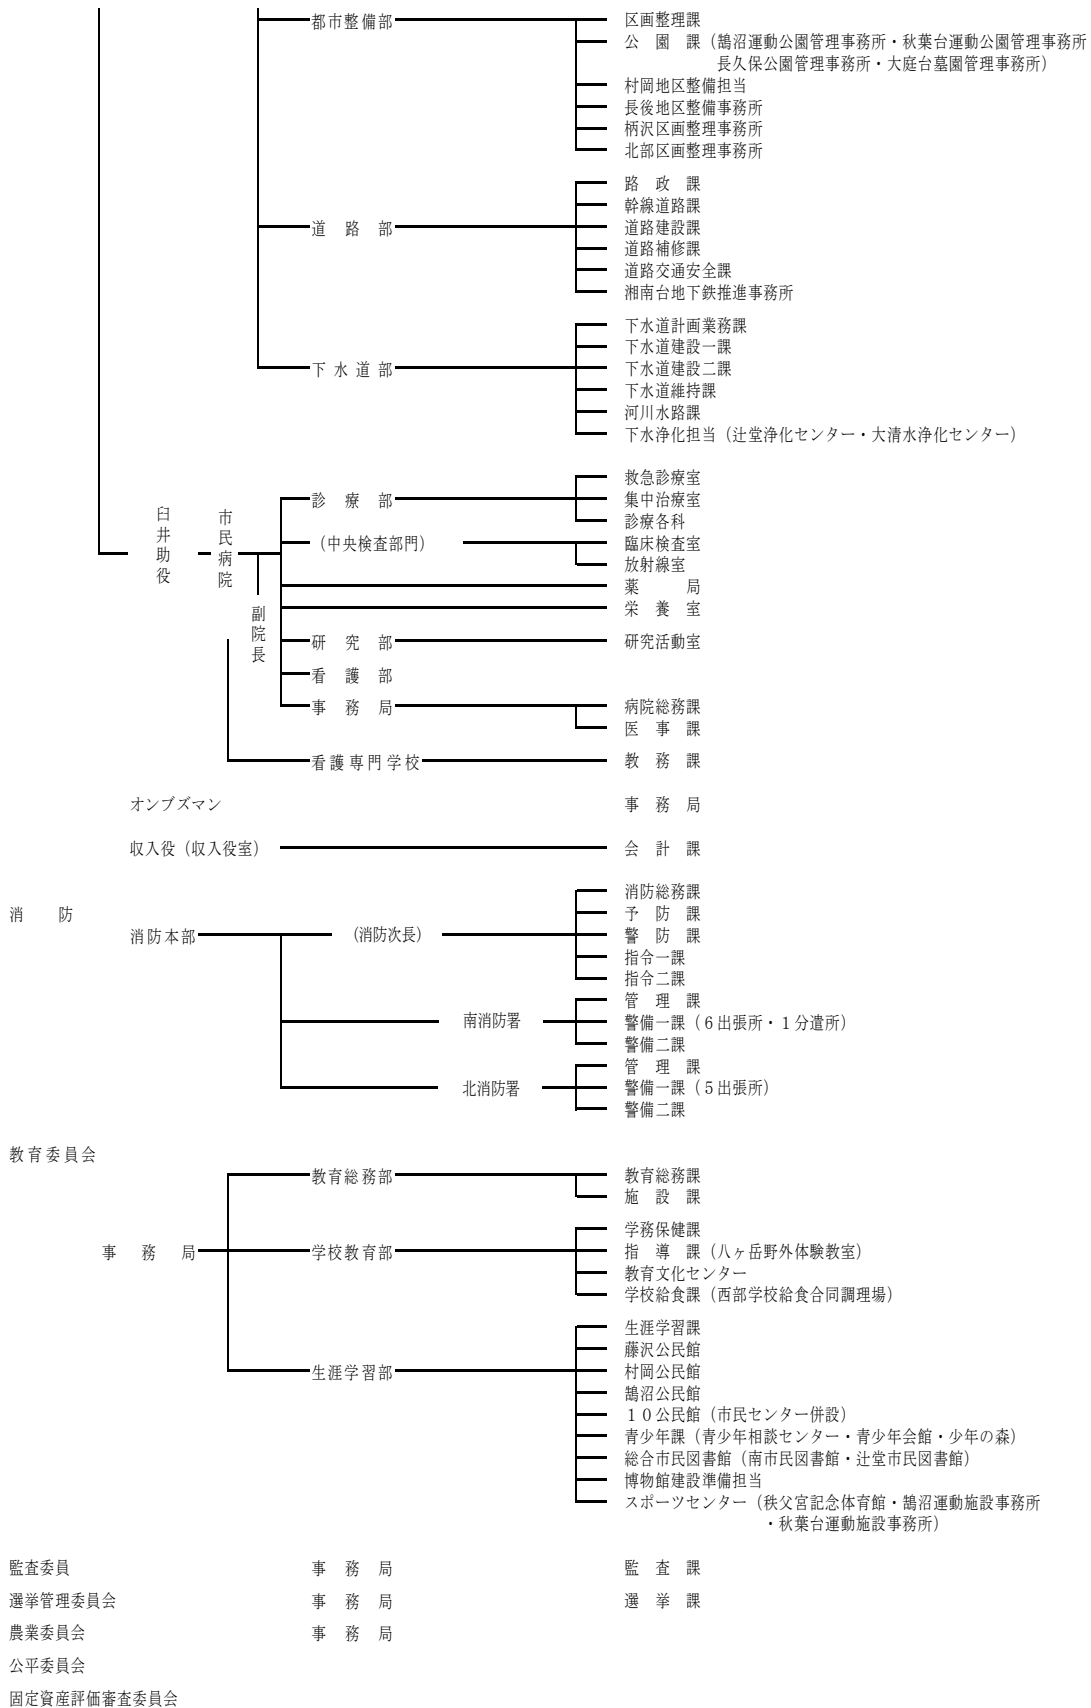 都市整備部
区画整理課
公園課（鵠沼運動公園管理事務所・秋葉台運動公園管理事務所
長久保公園管理事務所・大庭台墓園管理事務所）
村岡地区整備担当
長後地区整備事務所
柄沢区画整理事務所
北部区画整理事務所
道路部
路政課
幹線道路課
道路建設課
道路補修課
道路交通安全課
湘南台地下鉄推進事務所
下水道部
下水道計画業務課
下水道建設一課
下水道建設二課
下水道維持課
河川水路課
下水浄化担当（辻堂浄化センター・大清水浄化センター）
臼井助役
市民病院
副院長
診療部
救急診療室
集中治療室
診療各科
（中央検査部門）
臨床検査室
放射線室
薬局
栄養室
研究部
研究活動室
看護部
事務局
病院総務課
医事課
看護専門学校
教務課
オンブズマン
事務局
収入役（収入役室）
会計課
消防
消防本部
（消防次長）
消防総務課
予防課
警防課
指令一課
指令二課
南消防署
管理課
警備一課（６出張所・１分遣所）
警備二課
北消防署
管理課
警備一課（５出張所）
警備二課
教育委員会
事務局
教育総務部
教育総務課
施設課
学校教育部
学務保健課
指導課（八ヶ岳野外体験教室）
教育文化センター
学校給食課（西部学校給食合同調理場）
生涯学習部
生涯学習課
藤沢公民館
村岡公民館
鵠沼公民館
１０公民館（市民センター併設）
青少年課（青少年相談センター・青少年会館・少年の森）
総合市民図書館（南市民図書館・辻堂市民図書館）
博物館建設準備担当
スポーツセンター（秩父宮記念体育館・鵠沼運動施設事務所
・秋葉台運動施設事務所）
監査委員
事務局
監査課
選挙管理委員会
事務局
選挙課
農業委員会
事務局
公平委員会
固定資産評価審査委員会